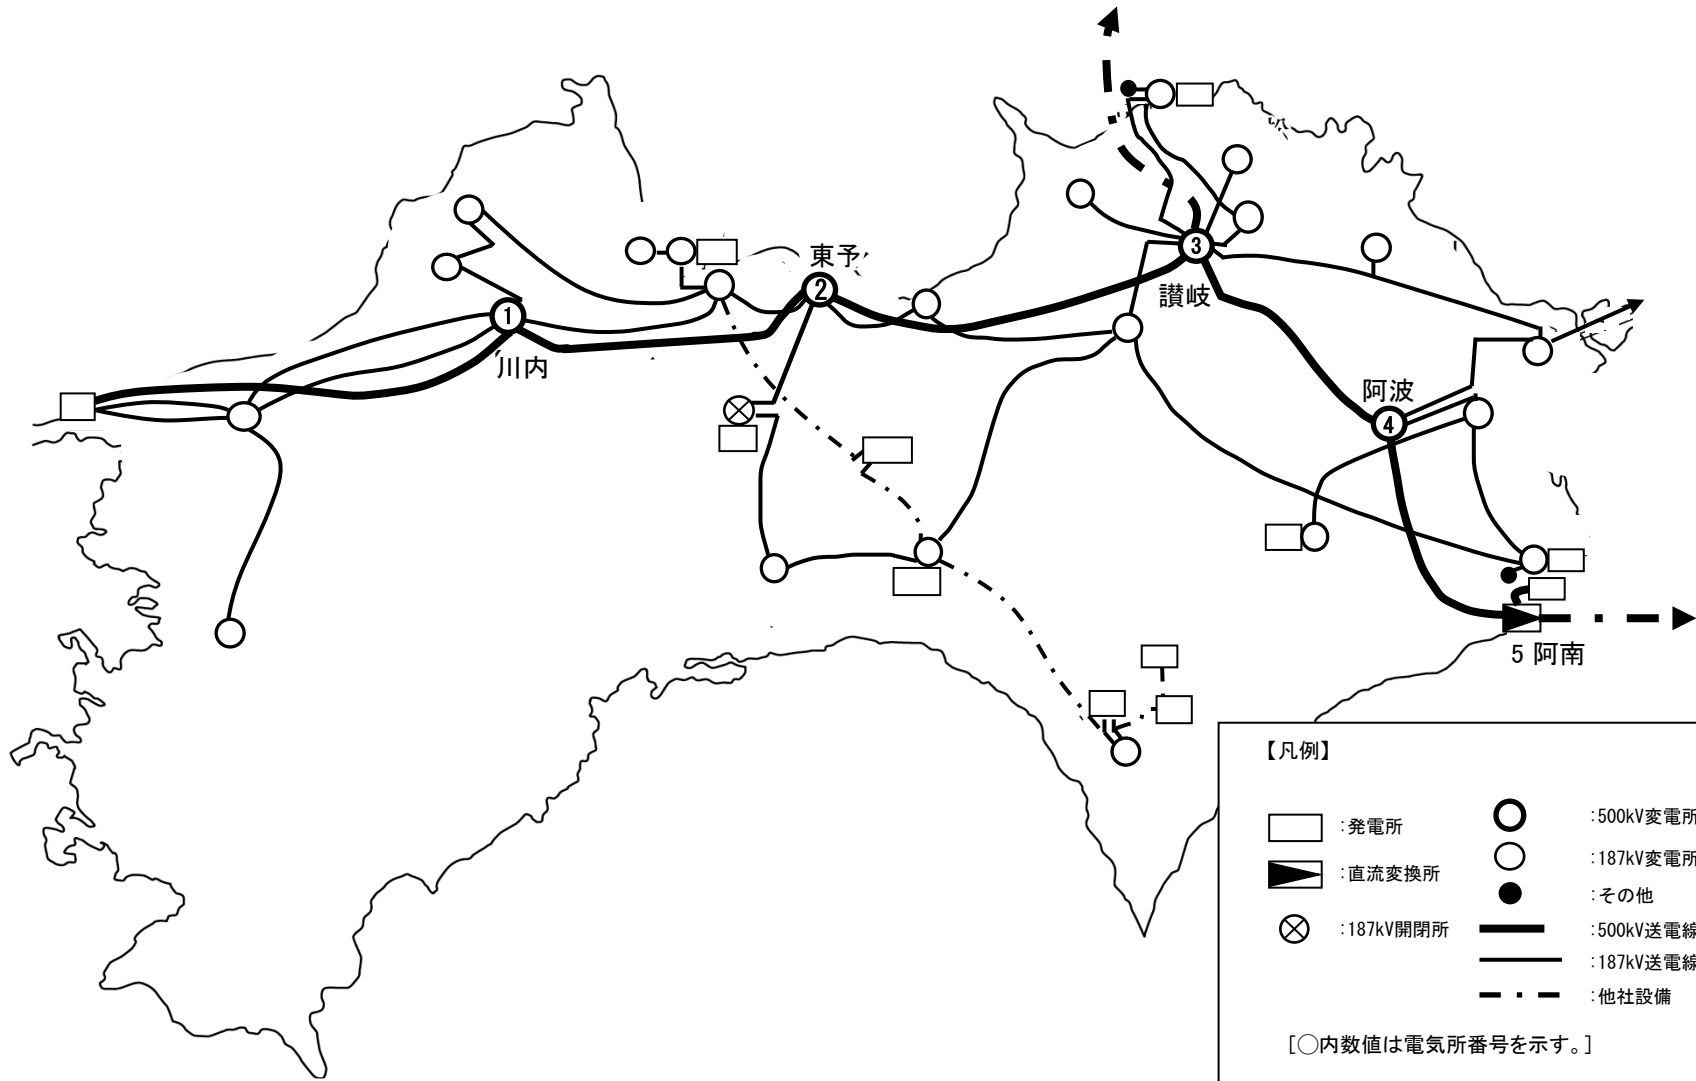 東予
2
3
讃岐
1
川内
阿波
4
5 阿南
【凡例】
:発電所
:直流変換所
:187kV開閉所
:500kV変電所
:187kV変電所
:その他
:500kV送電線
:187kV送電線
:他社設備
[○内数値は電気所番号を示す。]